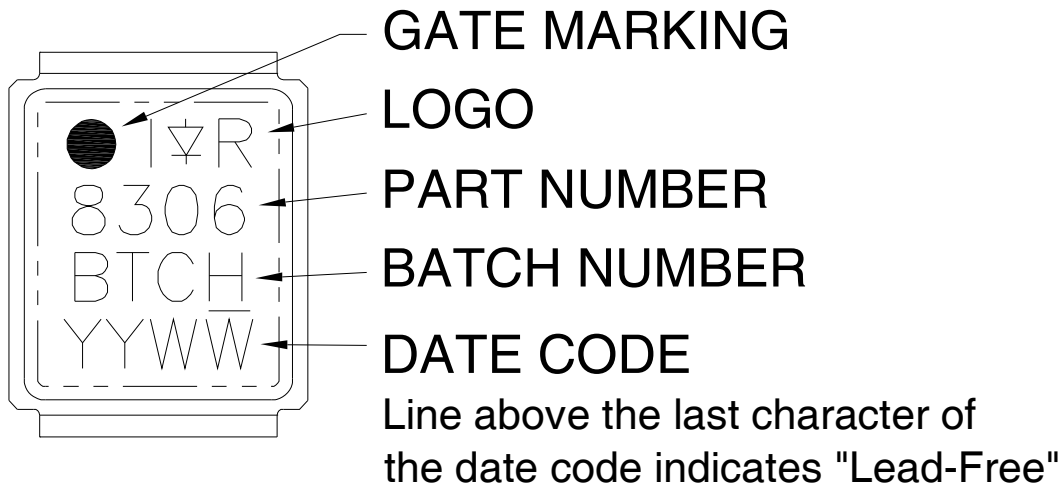 GATE MARKING
I R
LOGO
8306
PART NUMBER
BTCH
BATCH NUMBER
YYWW
DATE CODE
Line above the last character of
the date code indicates "Lead-Free"